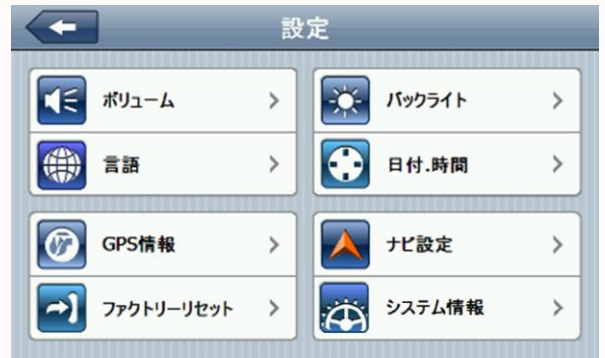 設定
ボリューム
バックライト
言語
日付.時間
GPS情報
ナビ設定
ファクトリーリセット
システム情報